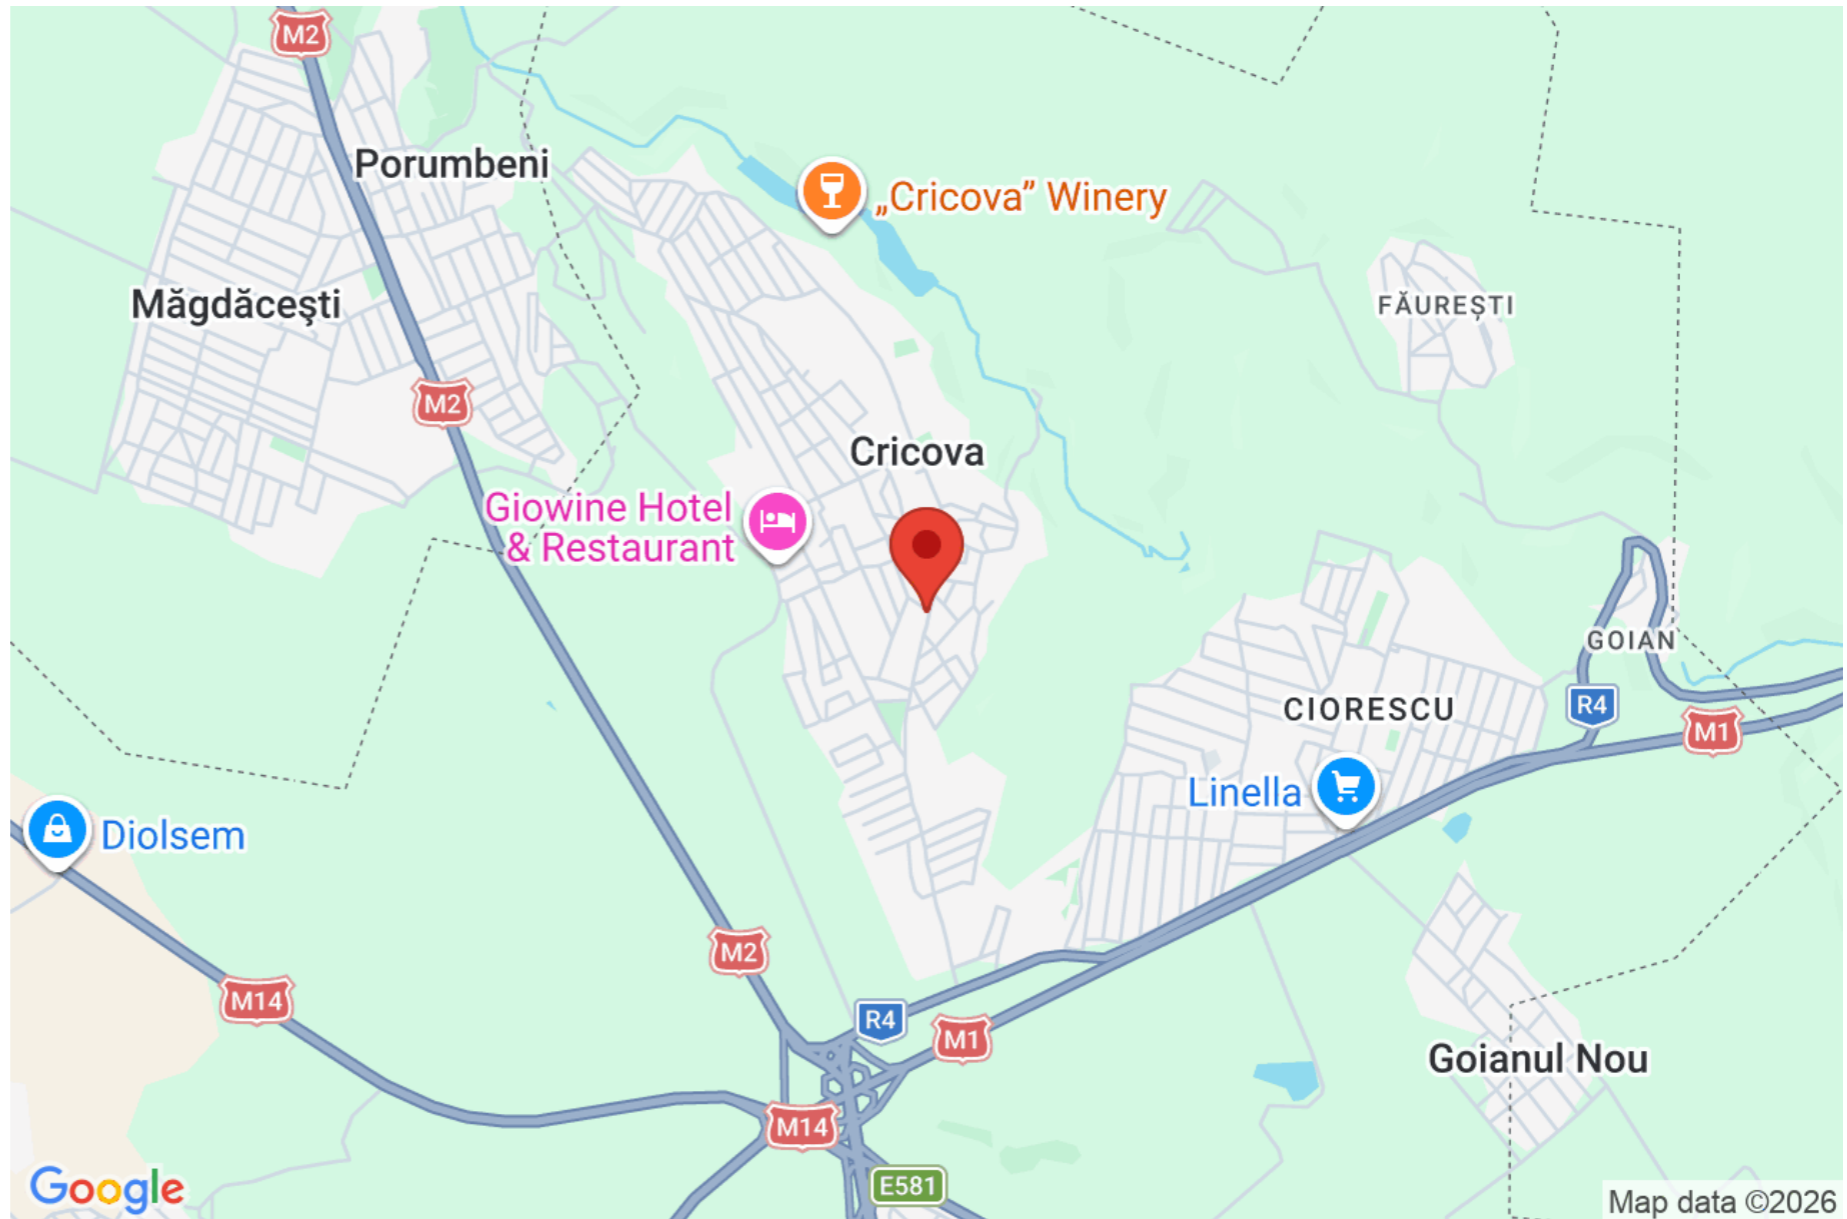 M2
Porumbeni
„Cricova” Winery
Măgdăceşti
FĂUREȘTI
M2
Cricova
Giowine Hotel
& Restaurant
GOIAN
CIORESCU
R4
M1
Linella
Diolsem
M2
M14
R4
M1
Goianul Nou
M14
E581
Google
Map data ©2026